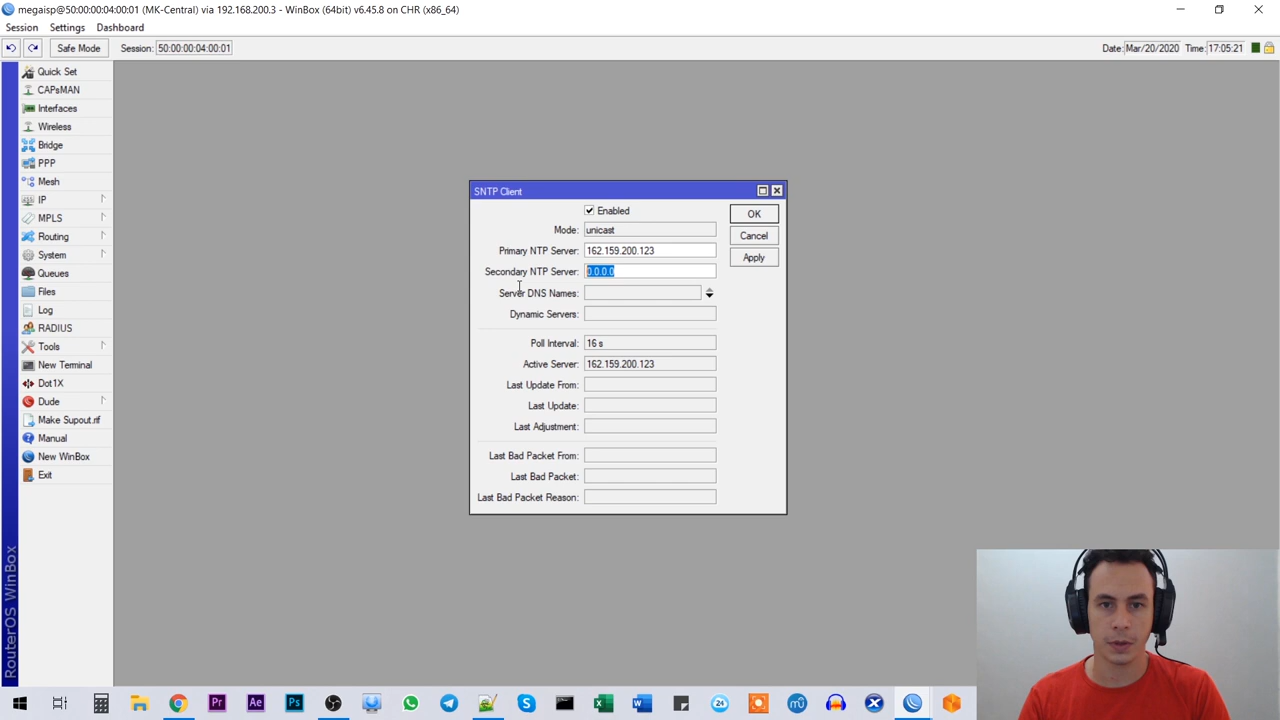 megaisp@50:00:00:04:00:01 (MK-Central) via 192.168.200.3 - WinBox (64bit) v6.45.8 on CHR (x86_64)
Session Settings Dashboard
Safe Mode Session: 50:00:00:04:00:01 Date: Mar/20/2020 Time: 17:05:21
Quick Set
CAPsMAN
Interfaces
Wireless
Bridge
PPP
Mesh
IP
MPLS
Routing
System
Queues
Files
Log
RADIUS
Tools
New Terminal
Dot1X
Dude
Make Supout.rif
Manual
New WinBox
Exit
RouterOS WinBox
SNTP Client
Enabled
Mode: unicast
Primary NTP Server: 162.159.200.123
Secondary NTP Server: 0.0.0.0
Server DNS Names:
Dynamic Servers:
Poll Interval: 16 s
Active Server: 162.159.200.123
Last Update From:
Last Update:
Last Adjustment:
Last Bad Packet From:
Last Bad Packet:
Last Bad Packet Reason:
OK
Cancel
Apply
Pr Ae Ps 24